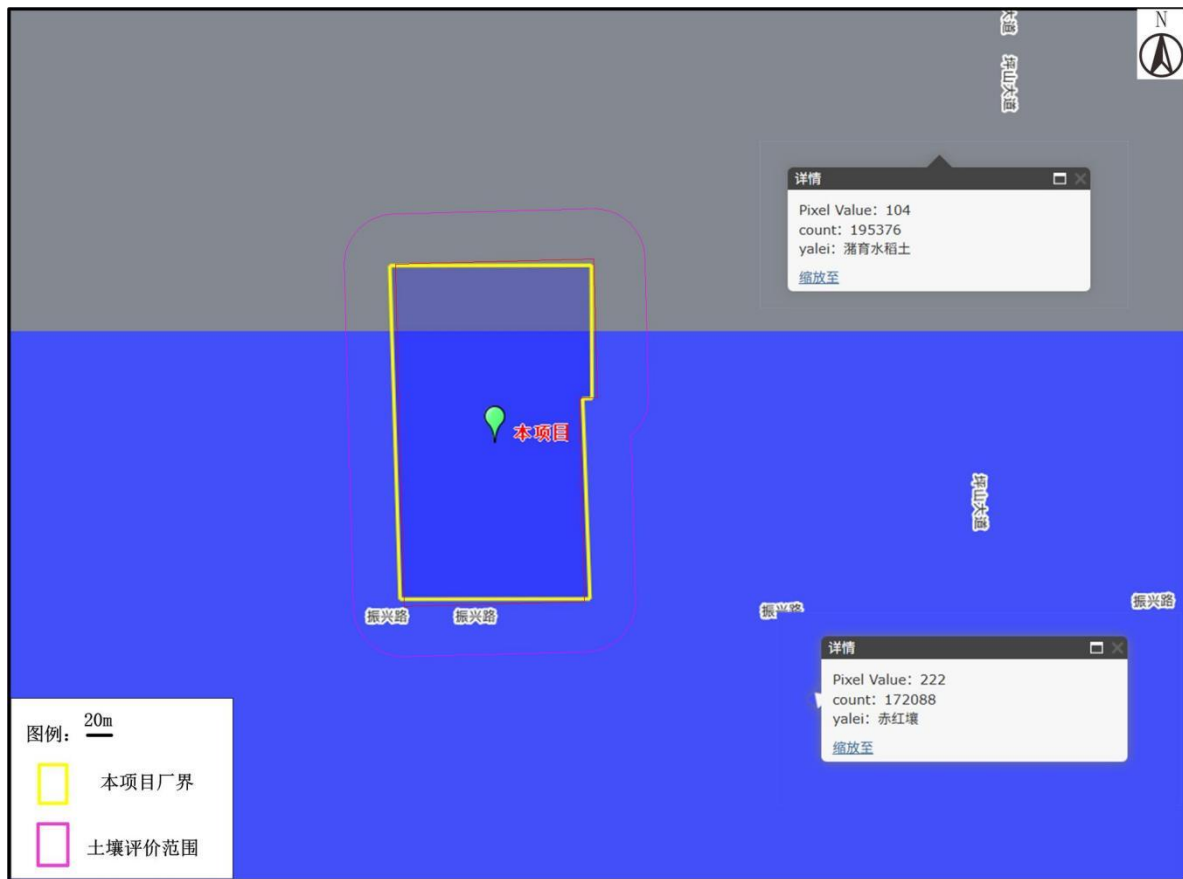 N
大道
坪山大道
详情
Pixel Value：104
count：195376
yalei：潴育水稻土
缩放至
本项目
坪山大道
振兴路
振兴路
振兴路
振兴路
详情
Pixel Value：222
count：172088
yalei：赤红壤
缩放至
图例：20m
本项目厂界
土壤评价范围